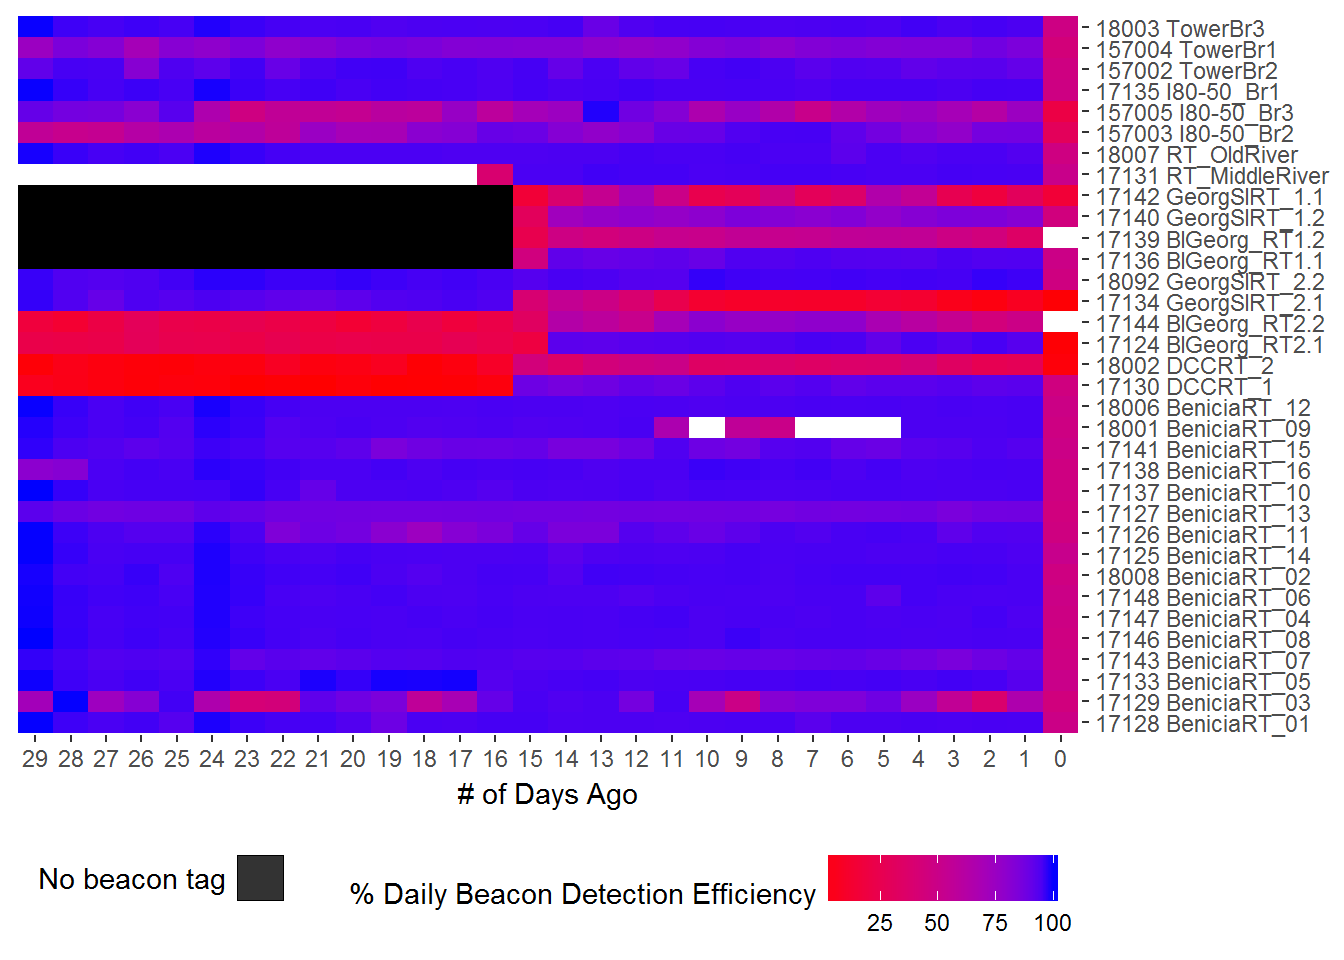 18003 TowerBr3
157004 TowerBr1
157002 TowerBr2
17135 I80-50_Br1
157005 I80-50_Br3
157003 I80-50_Br2
18007 RT_OldRiver
17131 RT_MiddleRiver
17142 GeorgSlRT_1.1
17140 GeorgSlRT_1.2
17139 BlGeorg_RT1.2
17136 BlGeorg_RT1.1
18092 GeorgSlRT_2.2
17134 GeorgSlRT_2.1
17144 BlGeorg_RT2.2
17124 BlGeorg_RT2.1
18002 DCCRT_2
17130 DCCRT_1
18006 BeniciaRT_12
18001 BeniciaRT_09
17141 BeniciaRT_15
17138 BeniciaRT_16
17137 BeniciaRT_10
17127 BeniciaRT_13
17126 BeniciaRT_11
17125 BeniciaRT_14
18008 BeniciaRT_02
17148 BeniciaRT_06
17147 BeniciaRT_04
17146 BeniciaRT_08
17143 BeniciaRT_07
17133 BeniciaRT_05
17129 BeniciaRT_03
17128 BeniciaRT_01
29 28 27 26 25 24 23 22 21 20 19 18 17 16 15 14 13 12 11 10 9 8 7 6 5 4 3 2 1 0
# of Days Ago
No beacon tag
% Daily Beacon Detection Efficiency
25 50 75 100